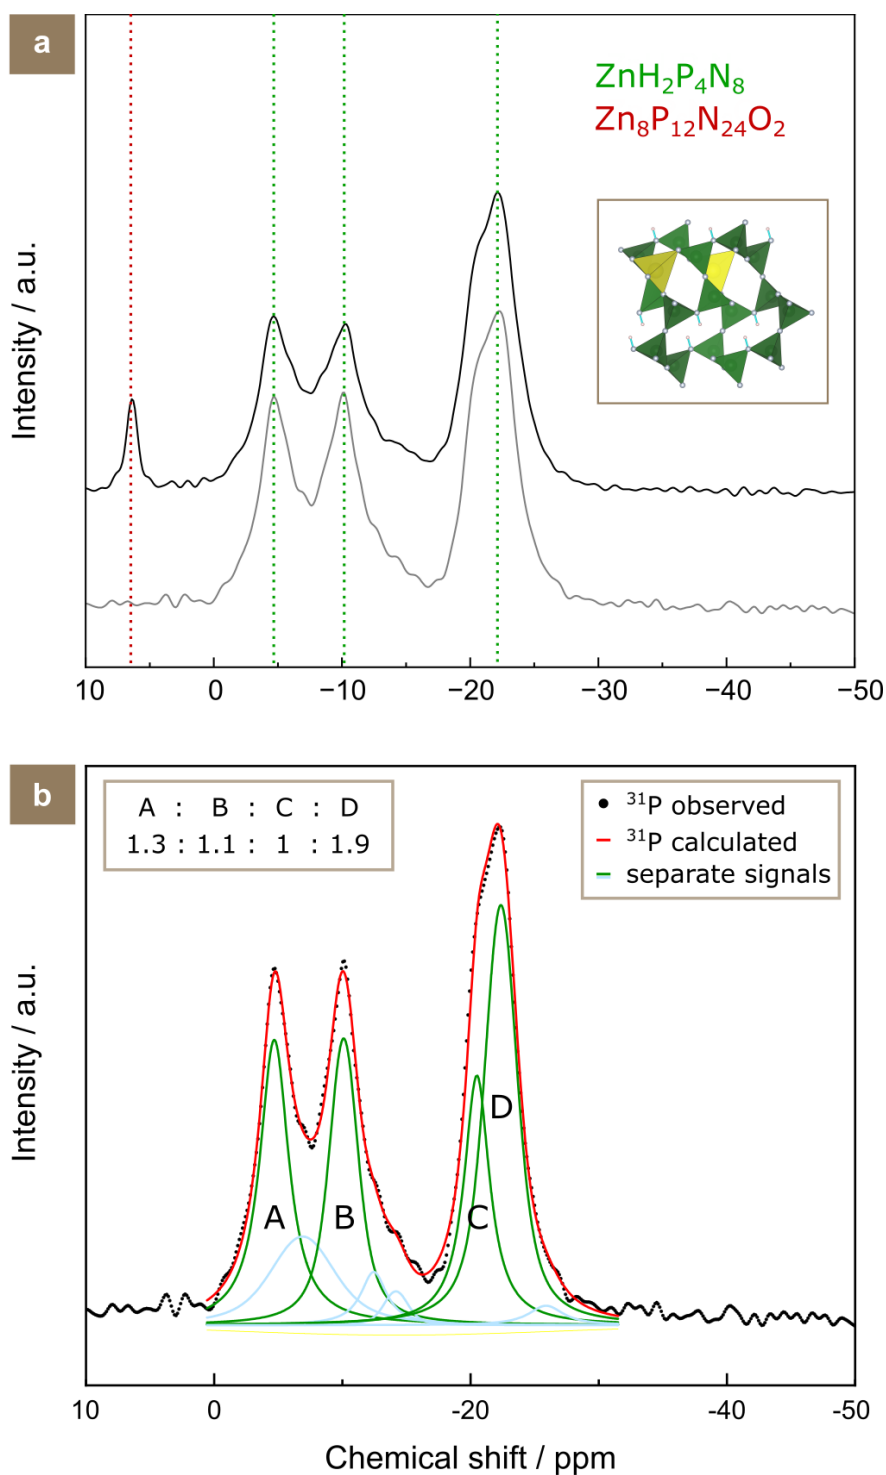 a
ZnH₂P₄N₈
Zn₈P₁₂N₂₄O₂
Intensity / a.u.
10 0 −10 −20 −30 −40 −50
b
A : B : C : D
1.3 : 1.1 : 1 : 1.9
³¹P observed
³¹P calculated
separate signals
D
A B C
Intensity / a.u.
10 0 -20 -40 -50
Chemical shift / ppm